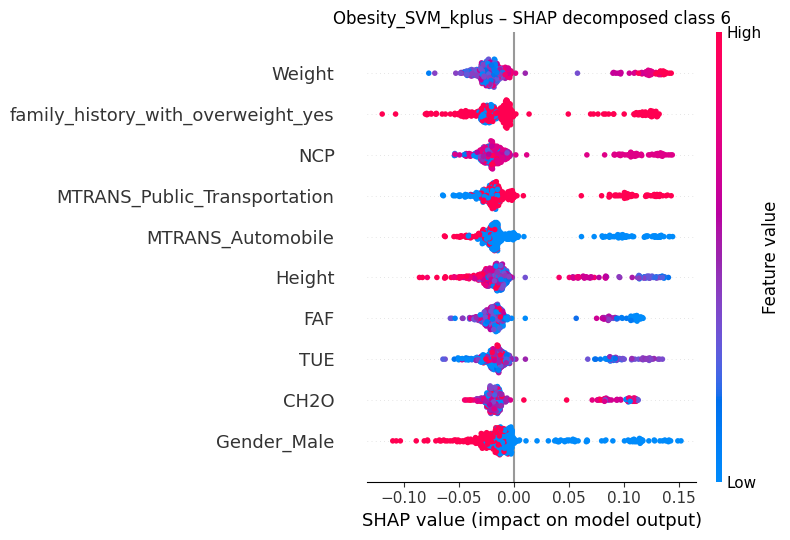 Obesity_SVM_kplus – SHAP decomposed class 6
High
Weight
family_history_with_overweight_yes
NCP
MTRANS_Public_Transportation
MTRANS_Automobile
Height
FAF
TUE
CH2O
Gender_Male
Feature value
Low
−0.10 −0.05 0.00 0.05 0.10 0.15
SHAP value (impact on model output)